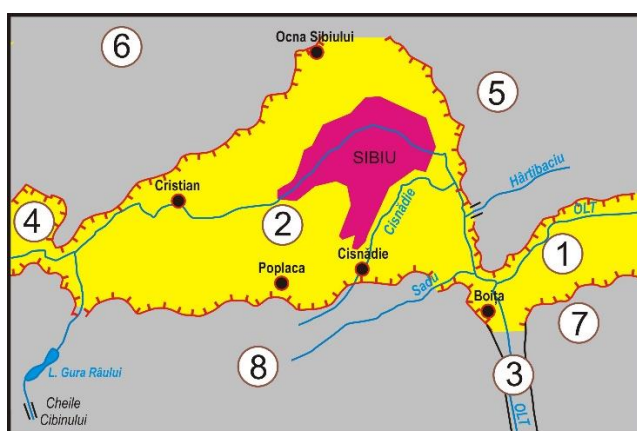 6
Ocna Sibiului
5
SIBIU
Hârtibaciu
Cristian
4
2
Cisnădie
OLT
1
Poplaca
Cisnădie
Sadu
Boița
7
8
L. Gura Râului
3
Cheile
Cibinului
OLT